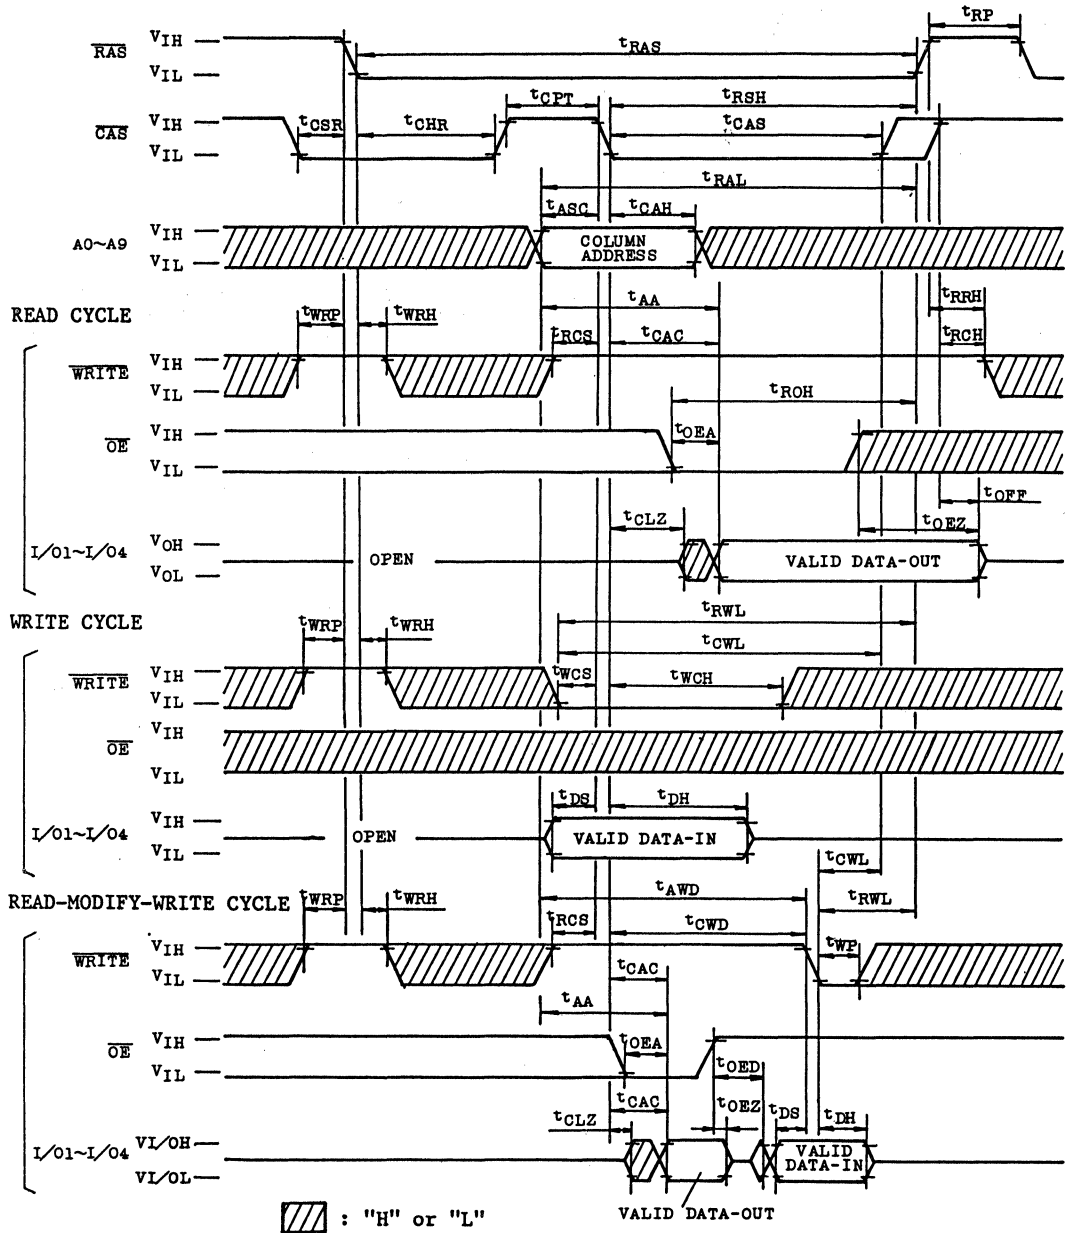 tRP
RAS VIH tRAS
VIL
tCPT tRSH
CAS VIH tCSR tCHR tCAS
VIL
tRAL
tASC tCAH
A0~A9 VIH COLUMN
VIL ADDRESS
tAA tRRH
READ CYCLE tWRP tWRH
tRCS tCAC tRCH
WRITE VIH
VIL
tROH
OE VIH tOEA
VIL
tOFF
tCLZ tOEZ
I/O1~I/O4 VOH OPEN VALID DATA-OUT
VOL
tRWL
WRITE CYCLE tWRP tWRH
tCWL
WRITE VIH tWCS tWCH
VIL
OE VIH
VIL
tDS tDH
I/O1~I/O4 VIH OPEN VALID DATA-IN
VIL
tCWL
tAWD
READ-MODIFY-WRITE CYCLE tWRP tWRH tRWL
tRCS tCWD
WRITE VIH tWP
VIL
tCAC
tAA
OE VIH tOEA
VIL tOED
tCAC tOEZ
tCLZ tDS tDH
I/O1~I/O4 VI/OH VALID
VI/OL DATA-IN
VALID DATA-OUT
: "H" or "L"